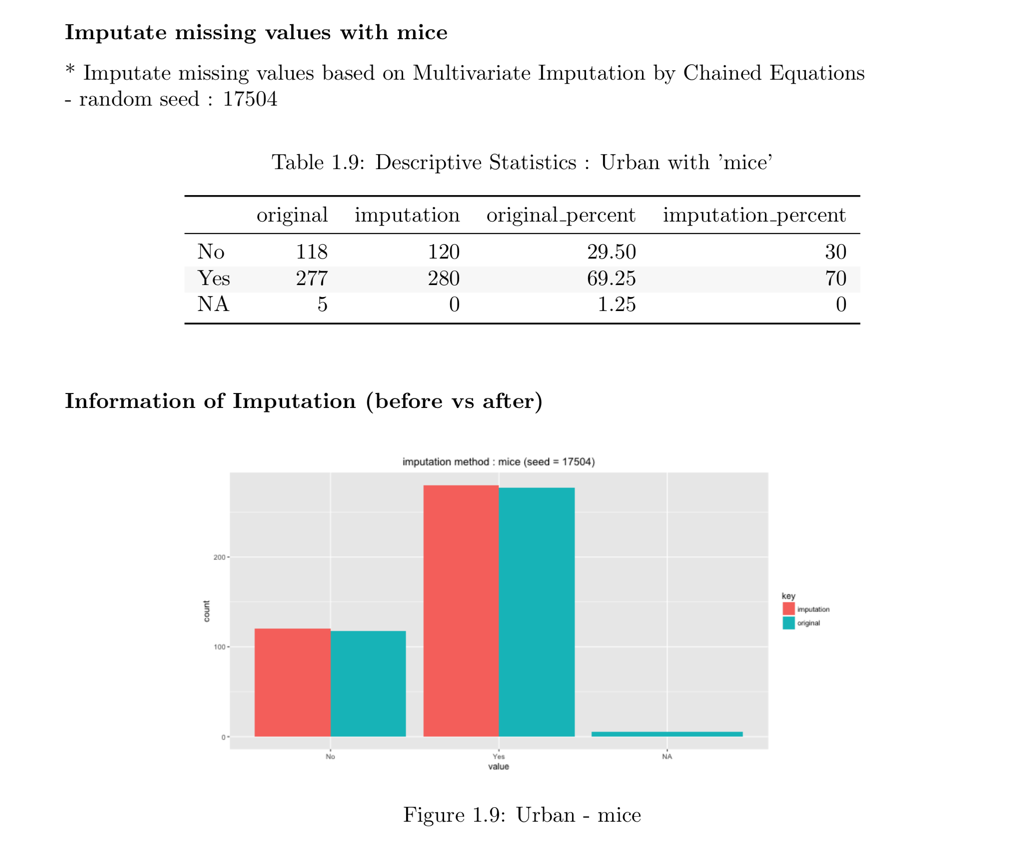 Imputate missing values with mice
* Imputate missing values based on Multivariate Imputation by Chained Equations
- random seed : 17504
Table 1.9: Descriptive Statistics : Urban with 'mice'
original imputation original_percent imputation_percent
No 118 120 29.50 30
Yes 277 280 69.25 70
NA 5 0 1.25 0
Information of Imputation (before vs after)
imputation method : mice (seed = 17504)
200
100
0
count
No Yes NA
value
key
imputation
original
Figure 1.9: Urban - mice